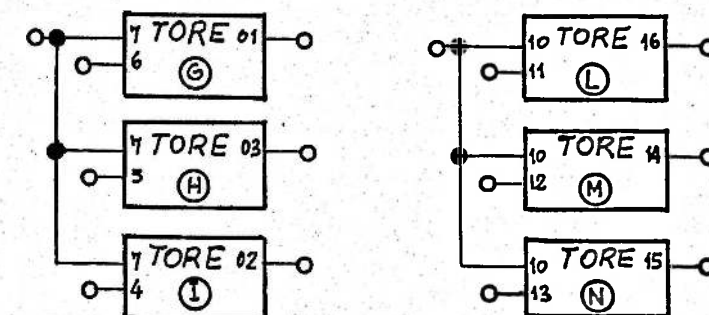 7 TORE 01
6
G
7 TORE 03
5
H
7 TORE 02
4
I
10 TORE 16
11
L
10 TORE 14
12
M
10 TORE 15
13
N